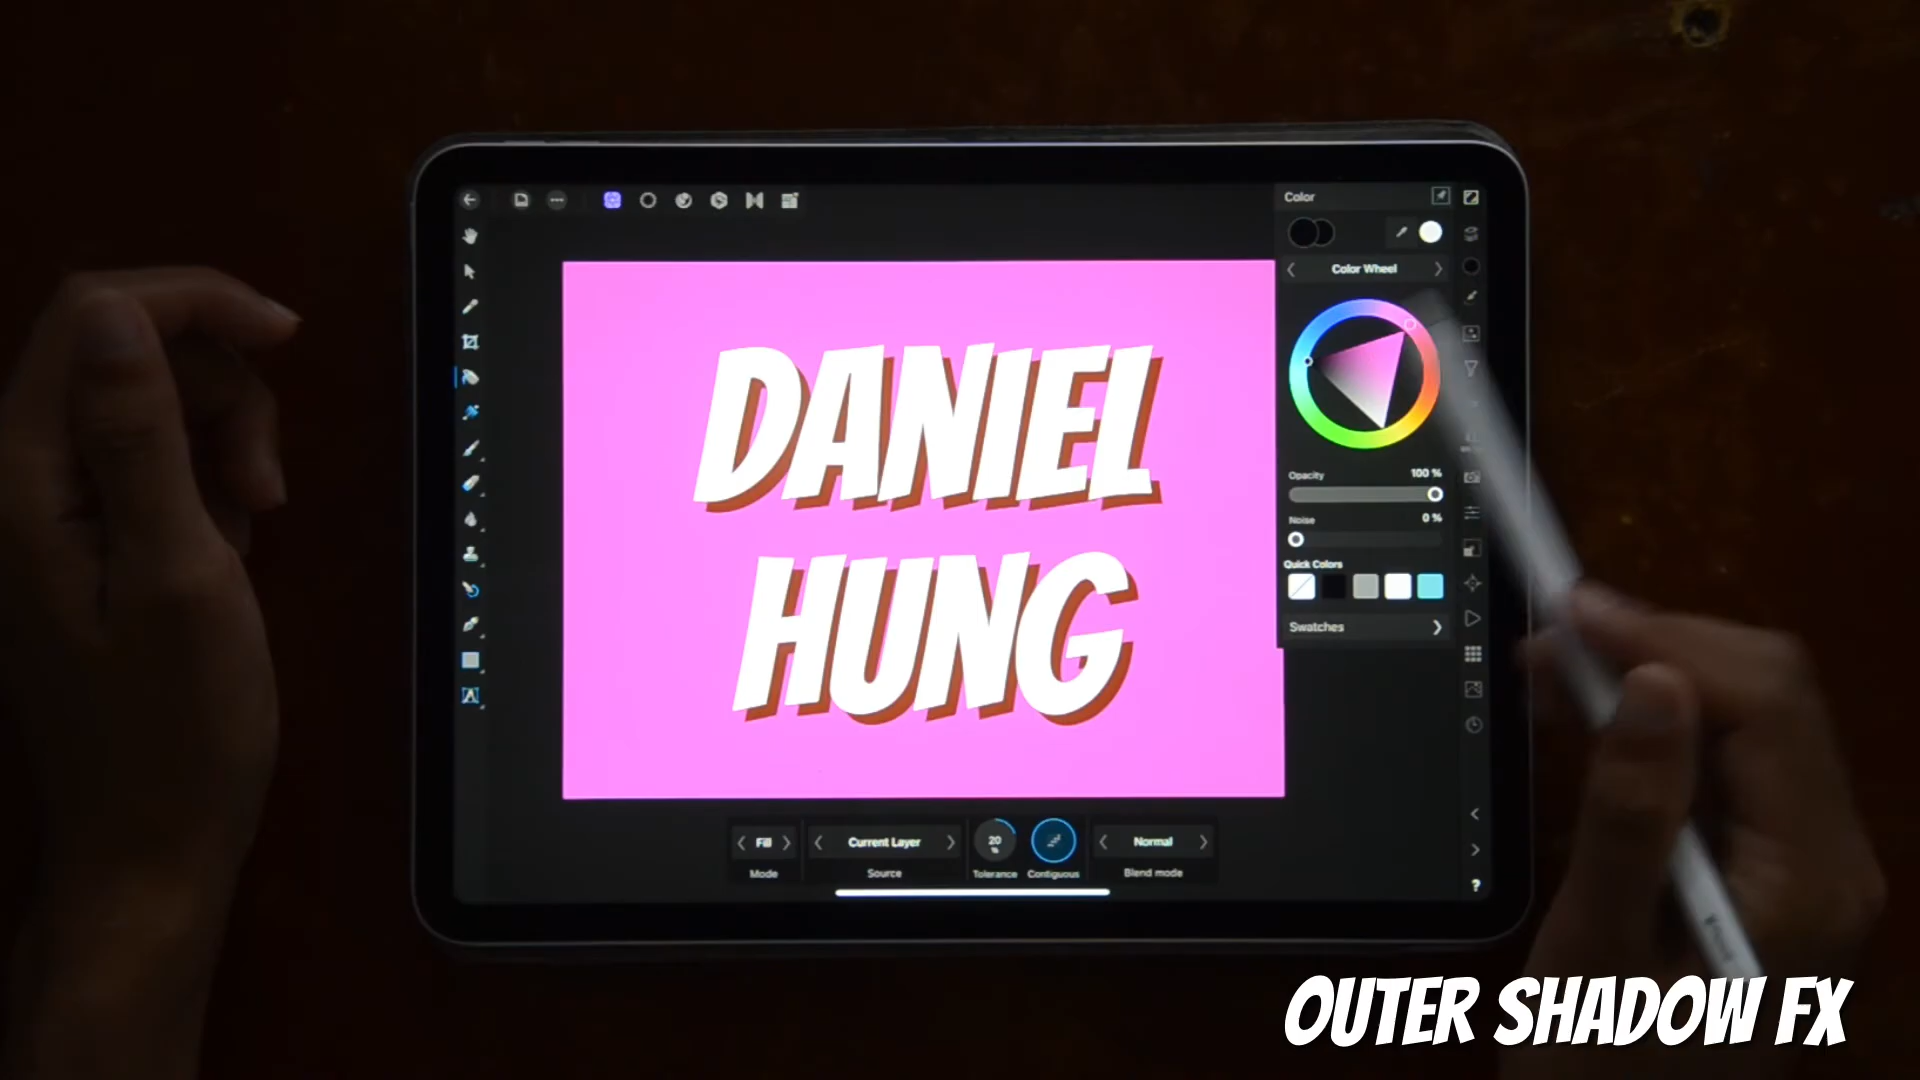 Color
Color Wheel
DANIEL
HUNG
Opacity 100 %
Noise 0 %
Quick Colors
Swatches
Fill
Current Layer
20
%
Normal
Mode
Source
Tolerance
Contiguous
Blend mode
?
OUTER SHADOW FX